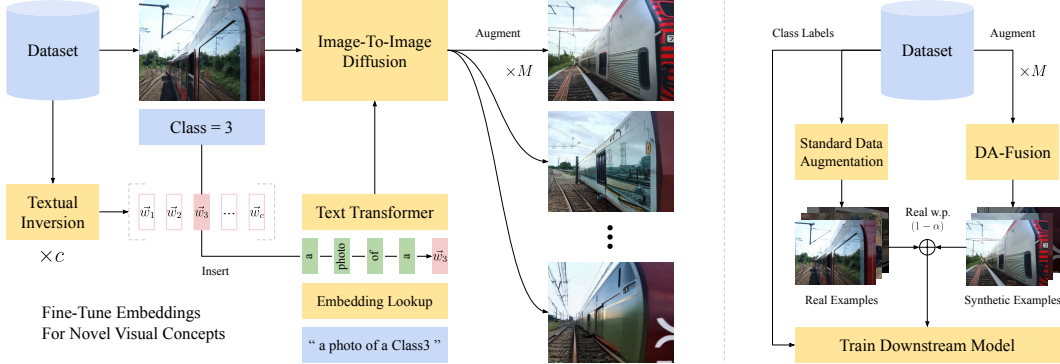 Dataset
Image-To-Image
Diffusion
Augment
×M
Class = 3
Textual
Inversion
×c
w⃗₁ w⃗₂ w⃗₃ ... w⃗c
Insert
Text Transformer
a photo of a w⃗₃
Embedding Lookup
“ a photo of a Class3 ”
Fine-Tune Embeddings
For Novel Visual Concepts
Class Labels
Dataset
Augment
×M
Standard Data
Augmentation
DA-Fusion
Real w.p.
(1 − α)
Real Examples
Synthetic Examples
Train Downstream Model